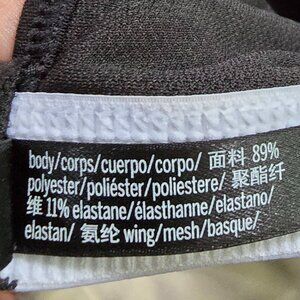 body/corps/cuerpo/corpo/ 面料 89%
polyester/poliéster/poliestere/ 聚酯纤
维 11% elastane/élasthanne/elastano/
elastan/ 氨纶 wing/mesh/basque/